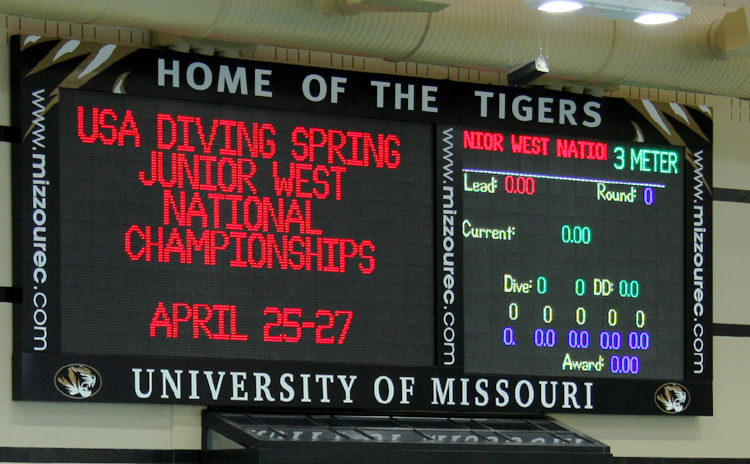 HOME OF THE TIGERS
www.mizzourec.com
USA DIVING SPRING
JUNIOR WEST
NATIONAL
CHAMPIONSHIPS
APRIL 25-27
www.mizzourec.com
NIOR WEST NATIO 3 METER
Lead: 0.00 Round: 0
Current: 0.00
Dive: 0 0 DD: 0.0
0 0 0 0 0
0. 0.0 0.0 0.0 0.0
Award: 0.00
www.mizzourec.com
UNIVERSITY OF MISSOURI